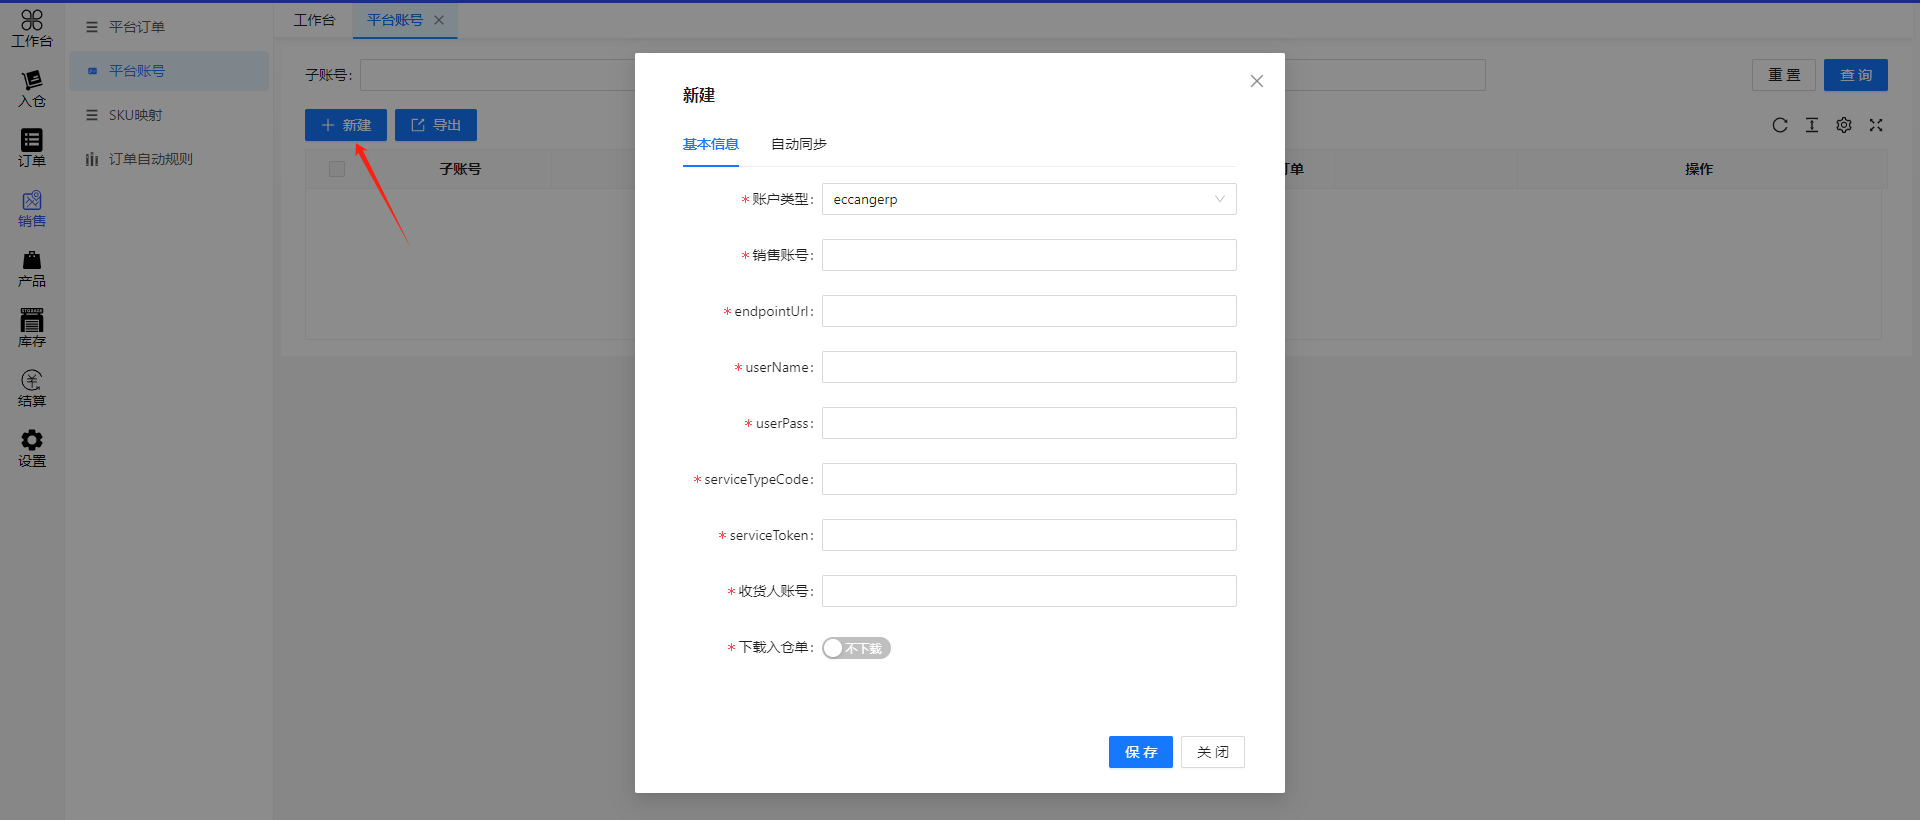 工作台
入仓
订单
销售
产品
库存
结算
设置
平台订单
平台账号
SKU映射
订单自动规则
工作台
平台账号
子账号:
重 置
查 询
新建
导出
子账号
单
操作
新建
基本信息
自动同步
* 账户类型:
eccangerp
* 销售账号:
* endpointUrl:
* userName:
* userPass:
* serviceTypeCode:
* serviceToken:
* 收货人账号:
* 下载入仓单:
不下载
保 存
关 闭